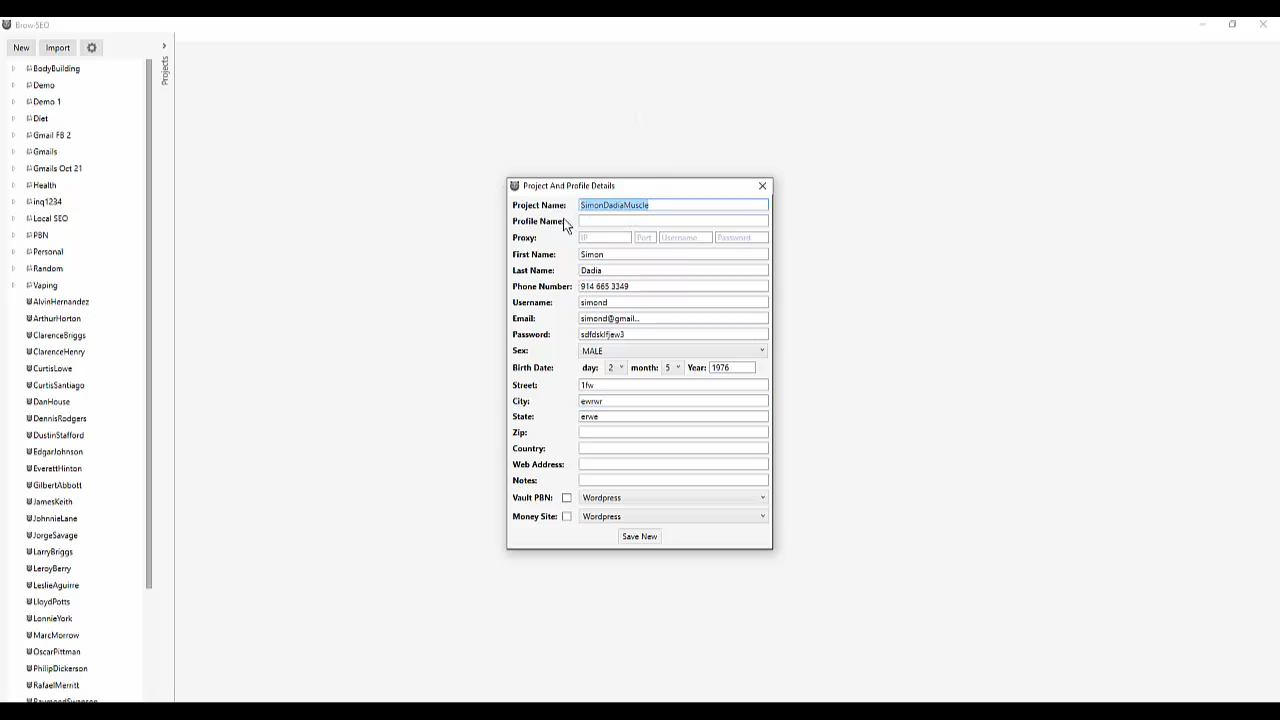 Brow-SEO
New Import
Projects
BodyBuilding
Demo
Demo 1
Diet
Gmail FB 2
Gmails
Gmails Oct 21
Health
inq1234
Local SEO
PBN
Personal
Random
Vaping
AlvinHernandez
ArthurHorton
ClarenceBriggs
ClarenceHenry
CurtisLowe
CurtisSantiago
DanHouse
DennisRodgers
DustinStafford
EdgarJohnson
EverettHinton
GilbertAbbott
JamesKeith
JohnnieLane
JorgeSavage
LarryBriggs
LeroyBerry
LeslieAguirre
LloydPotts
LonnieYork
MarcMorrow
OscarPittman
PhilipDickerson
RafaelMerritt
Project And Profile Details
Project Name: SimonDadiaMuscle
Profile Name:
Proxy: IP Port Username Password
First Name: Simon
Last Name: Dadia
Phone Number: 914 665 3349
Username: simond
Email: simond@gmail...
Password: sdfdsklfjew3
Sex: MALE
Birth Date: day: 2 month: 5 Year: 1976
Street: 1fw
City: ewrwr
State: erwe
Zip:
Country:
Web Address:
Notes:
Vault PBN: Wordpress
Money Site: Wordpress
Save New